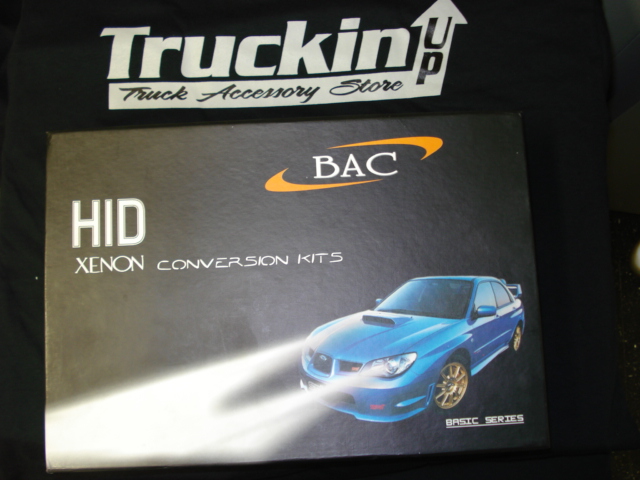 Truckin UP
Truck Accessory Store
BAC
HID
XENON CONVERSION KITS
BASIC SERIES